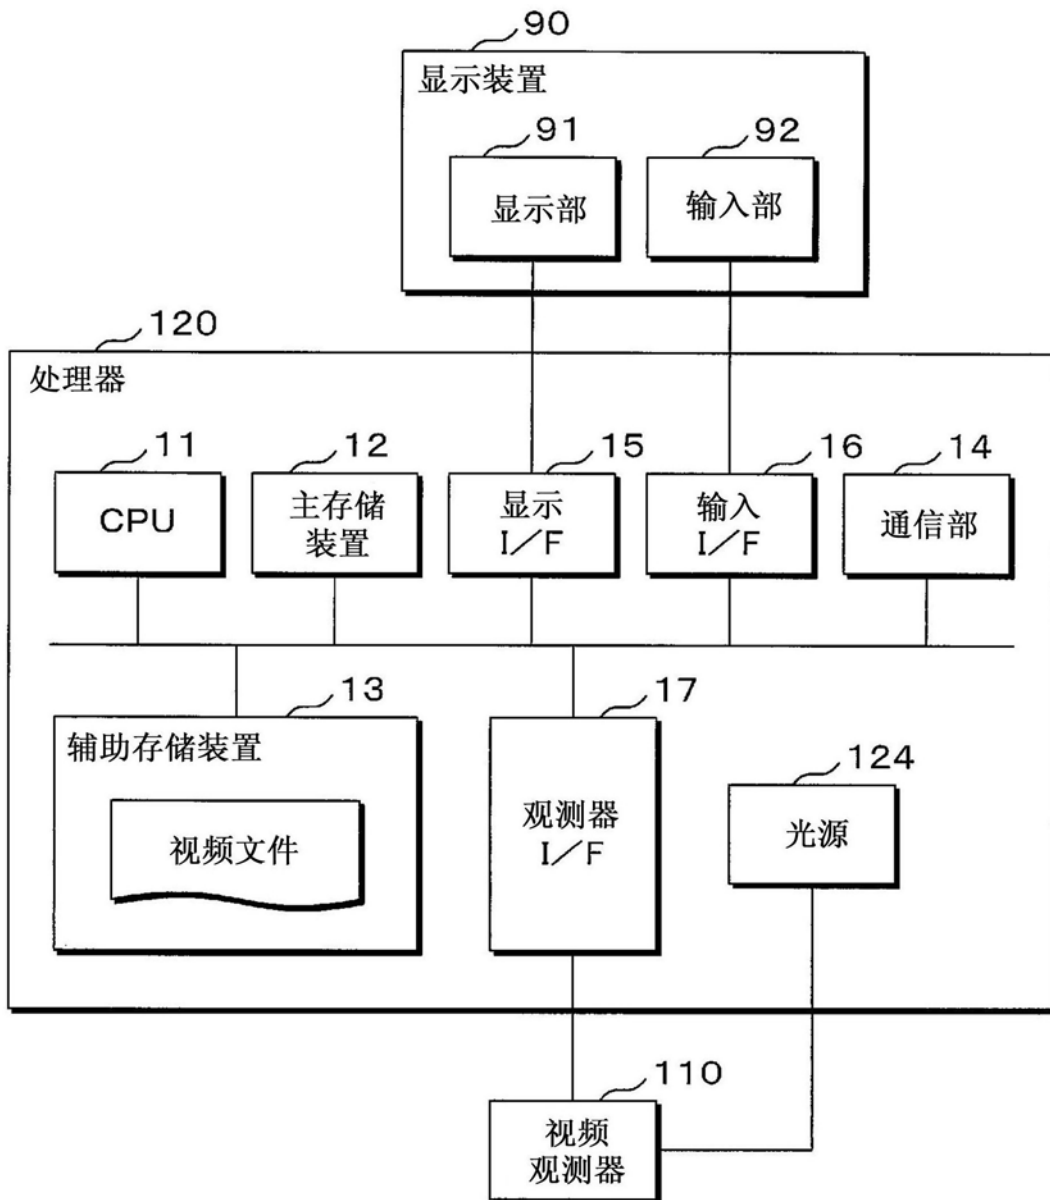 90
显示装置
91
92
显示部
输入部
120
处理器
11
12
15
16
14
CPU
主存储
装置
显示
I/F
输入
I/F
通信部
13
17
辅助存储装置
124
视频文件
观测器
I/F
光源
110
视频
观测器